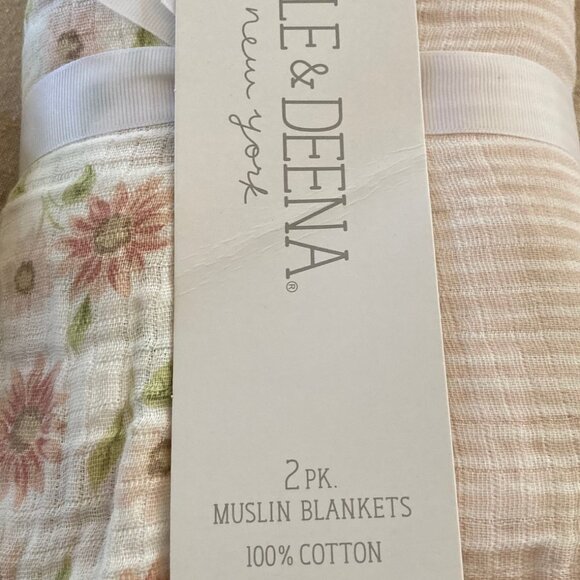 LE & DEENA®
new york
2 PK.
MUSLIN BLANKETS
100% COTTON